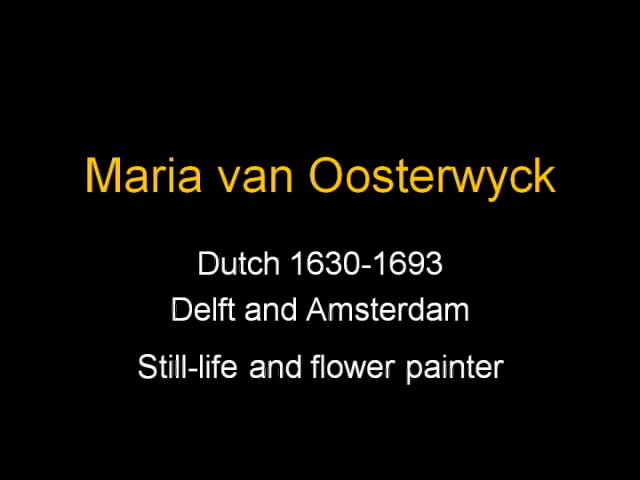 Maria van Oosterwyck
Dutch 1630-1693
Delft and Amsterdam
Still-life and flower painter